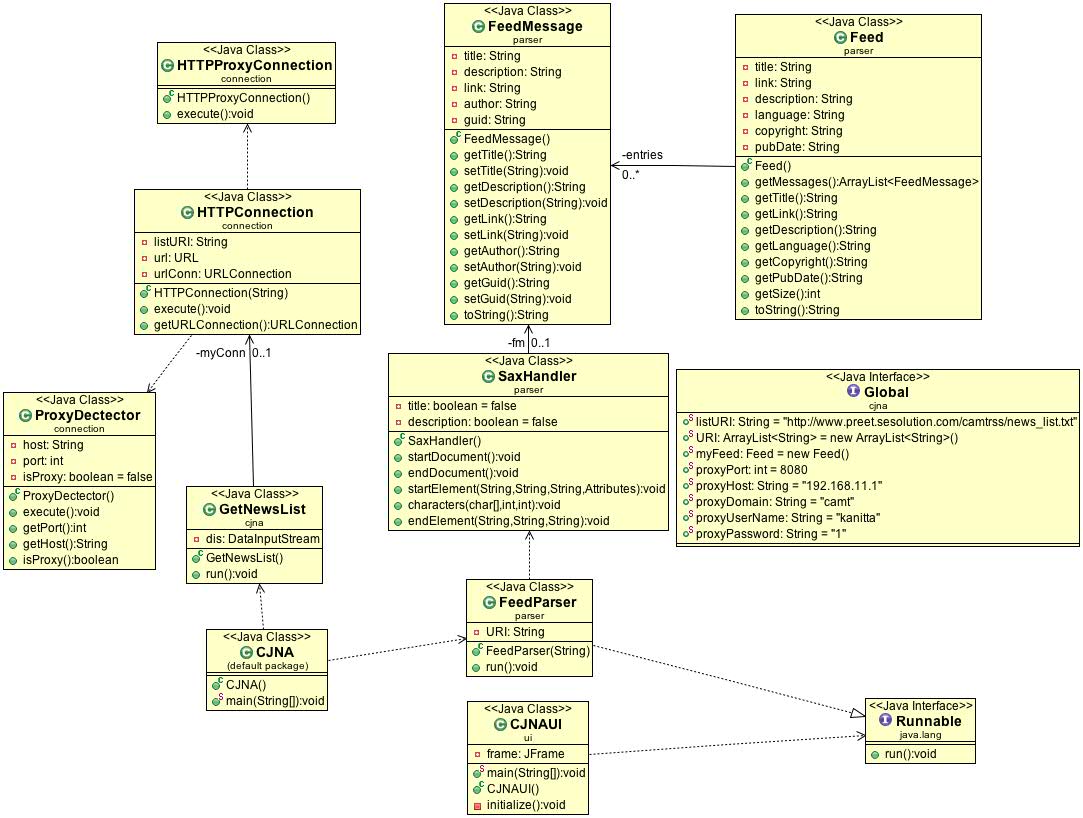 <<Java Class>>
HTTPProxyConnection
connection
HTTPProxyConnection()
execute():void
<<Java Class>>
FeedMessage
parser
title: String
description: String
link: String
author: String
guid: String
FeedMessage()
getTitle():String
setTitle(String):void
getDescription():String
setDescription(String):void
getLink():String
setLink(String):void
getAuthor():String
setAuthor(String):void
getGuid():String
setGuid(String):void
toString():String
<<Java Class>>
Feed
parser
title: String
link: String
description: String
language: String
copyright: String
pubDate: String
Feed()
getMessages():ArrayList<FeedMessage>
getTitle():String
getLink():String
getDescription():String
getLanguage():String
getCopyright():String
getPubDate():String
getSize():int
toString():String
-entries
0..*
<<Java Class>>
HTTPConnection
connection
listURI: String
url: URL
urlConn: URLConnection
HTTPConnection(String)
execute():void
getURLConnection():URLConnection
-myConn 0..1
-fm 0..1
<<Java Class>>
ProxyDectector
connection
host: String
port: int
isProxy: boolean = false
ProxyDectector()
execute():void
getPort():int
getHost():String
isProxy():boolean
<<Java Class>>
SaxHandler
parser
title: boolean = false
description: boolean = false
SaxHandler()
startDocument():void
endDocument():void
startElement(String,String,String,Attributes):void
characters(char[],int,int):void
endElement(String,String,String):void
<<Java Interface>>
Global
cjna
listURI: String = "http://www.preet.sesolution.com/camtrss/news_list.txt"
URI: ArrayList<String> = new ArrayList<String>()
myFeed: Feed = new Feed()
proxyPort: int = 8080
proxyHost: String = "192.168.11.1"
proxyDomain: String = "camt"
proxyUserName: String = "kanitta"
proxyPassword: String = "1"
<<Java Class>>
GetNewsList
cjna
dis: DataInputStream
GetNewsList()
run():void
<<Java Class>>
CJNA
(default package)
CJNA()
main(String[]):void
<<Java Class>>
FeedParser
parser
URI: String
FeedParser(String)
run():void
<<Java Class>>
CJNAUI
ui
frame: JFrame
main(String[]):void
CJNAUI()
initialize():void
<<Java Interface>>
Runnable
java.lang
run():void